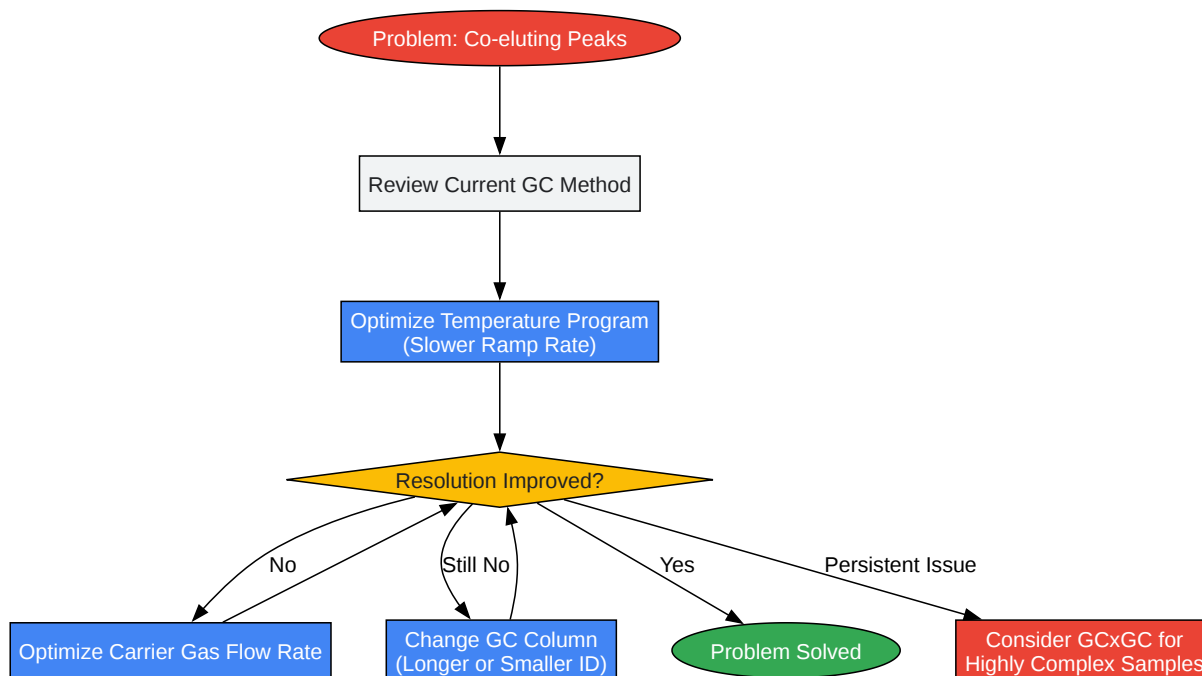 Problem: Co-eluting Peaks
Review Current GC Method
Optimize Temperature Program
(Slower Ramp Rate)
Resolution Improved?
No
Still No
Yes
Persistent Issue
Optimize Carrier Gas Flow Rate
Change GC Column
(Longer or Smaller ID)
Problem Solved
Consider GCxGC for
Highly Complex Samples